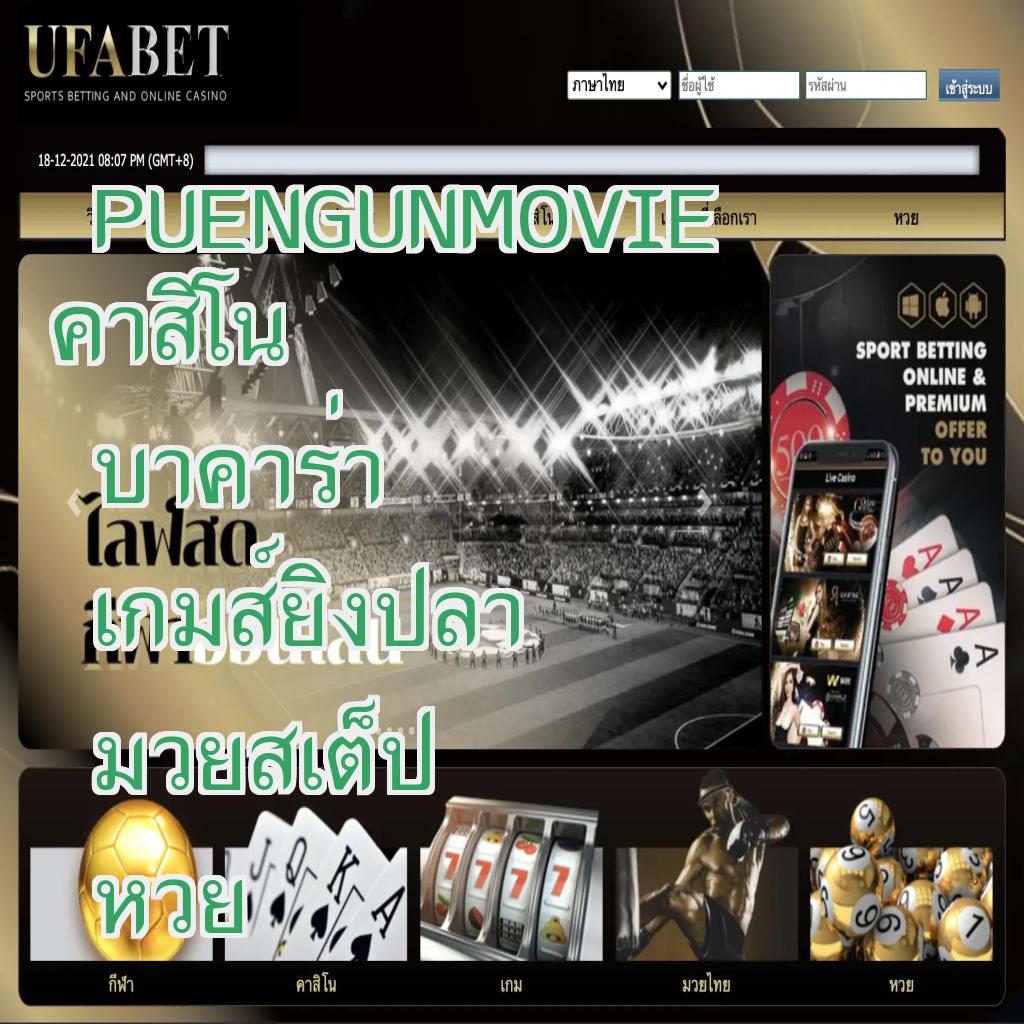 UFABET
SPORTS BETTING AND ONLINE CASINO
ภาษาไทย ชื่อผู้ใช้ รหัสผ่าน เข้าสู่ระบบ
18-12-2021 08:07 PM (GMT+8)
PUENGUNMOVIE
หวย
คาสิโน
บาคาร่า
ไลฟ์สด
เกมส์ยิงปลา
มวยสเต็ป
หวย
SPORT BETTING
ONLINE &
PREMIUM
OFFER
TO YOU
Live Casino
กีฬา คาสิโน เกม มวยไทย หวย